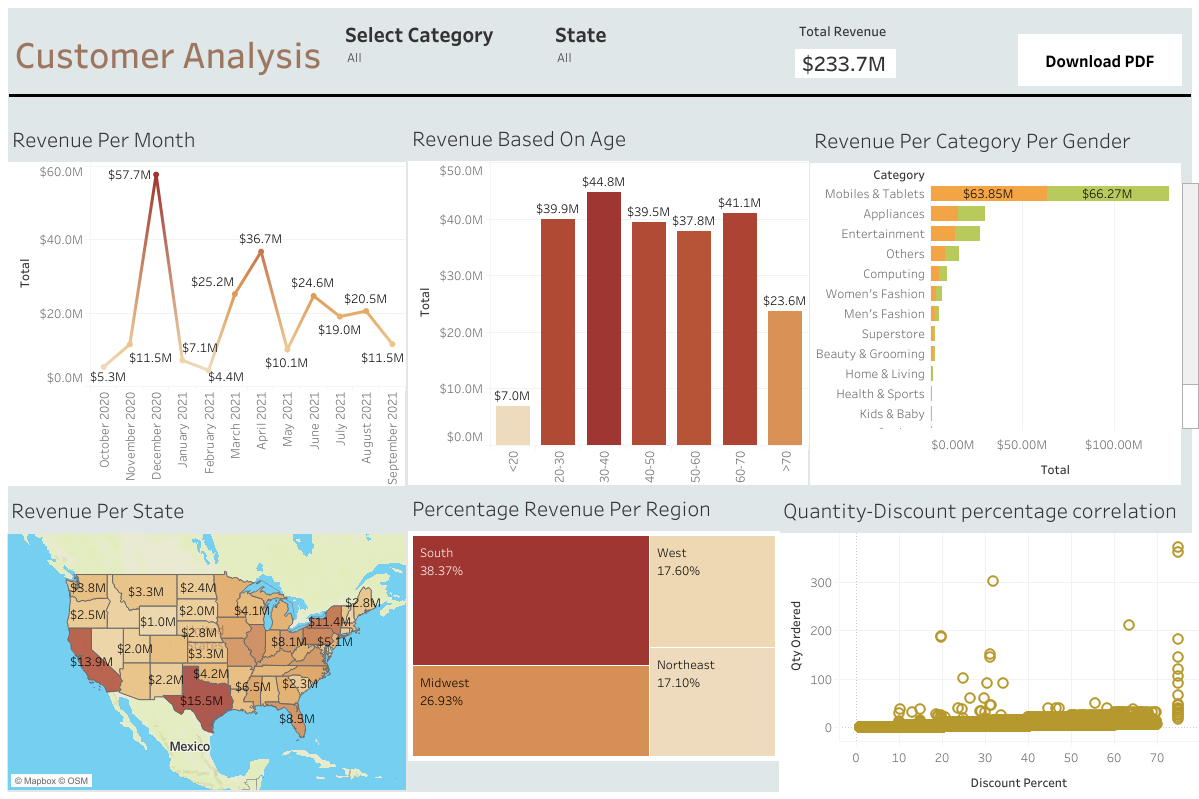 Customer Analysis
Select Category
All
State
All
Total Revenue
$233.7M
Download PDF
Revenue Per Month
Total
$60.0M
$40.0M
$20.0M
$0.0M
$5.3M
$11.5M
$57.7M
$7.1M
$4.4M
$25.2M
$36.7M
$10.1M
$24.6M
$19.0M
$20.5M
$11.5M
October 2020
November 2020
December 2020
January 2021
February 2021
March 2021
April 2021
May 2021
June 2021
July 2021
August 2021
September 2021
Revenue Based On Age
Total
$50.0M
$40.0M
$30.0M
$20.0M
$10.0M
$0.0M
$7.0M
$39.9M
$44.8M
$39.5M
$37.8M
$41.1M
$23.6M
<20
20-30
30-40
40-50
50-60
60-70
>70
Revenue Per Category Per Gender
Category
Mobiles & Tablets
$63.85M
$66.27M
Appliances
Entertainment
Others
Computing
Women's Fashion
Men's Fashion
Superstore
Beauty & Grooming
Home & Living
Health & Sports
Kids & Baby
$0.00M
$50.00M
$100.00M
Total
Revenue Per State
$3.8M
$3.3M
$2.4M
$2.8M
$2.5M
$1.0M
$2.0M
$4.1M
$11.4M
$2.0M
$2.8M
$8.1M
$5.1M
$13.9M
$3.3M
$2.2M
$4.2M
$6.5M
$2.3M
$15.5M
$8.5M
Mexico
© Mapbox © OSM
Percentage Revenue Per Region
South
38.37%
West
17.60%
Midwest
26.93%
Northeast
17.10%
Quantity-Discount percentage correlation
Qty Ordered
300
200
100
0
0
10
20
30
40
50
60
70
Discount Percent